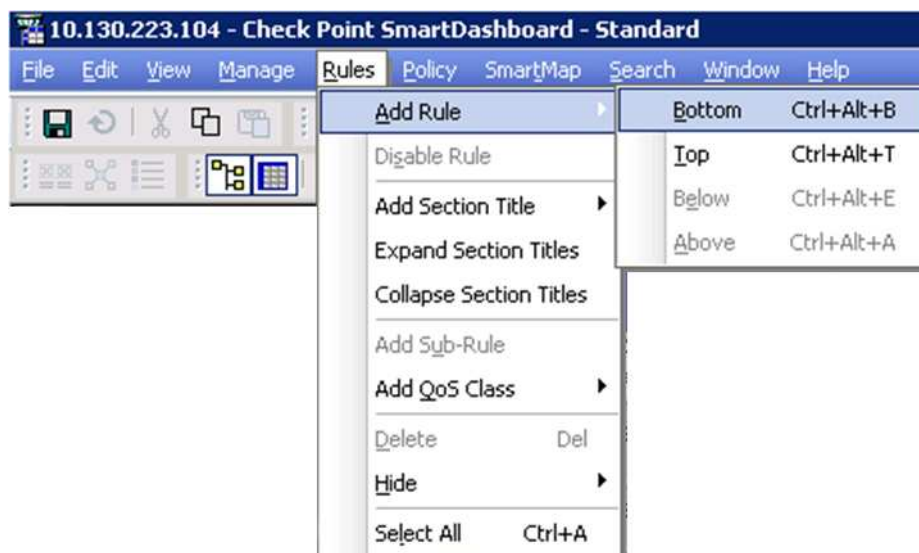 10.130.223.104 - Check Point SmartDashboard - Standard
File Edit View Manage Rules Policy SmartMap Search Window Help
Add Rule
Disable Rule
Add Section Title
Expand Section Titles
Collapse Section Titles
Add Sub-Rule
Add QoS Class
Delete Del
Hide
Select All Ctrl+A
Bottom Ctrl+Alt+B
Top Ctrl+Alt+T
Below Ctrl+Alt+E
Above Ctrl+Alt+A